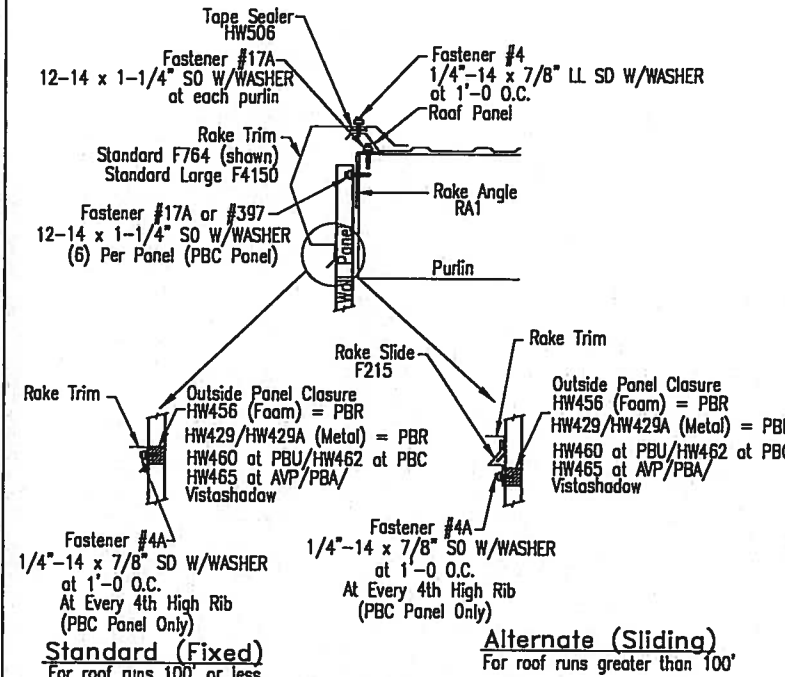 Tape Sealer
HW506
Fastener #17A
12-14 x 1-1/4" SD W/WASHER
at each purlin
Fastener #4
1/4"-14 x 7/8" LL SD W/WASHER
at 1'-0 O.C.
Roof Panel
Rake Trim
Standard F764 (shown)
Standard Large F4150
Rake Angle
RA1
Fastener #17A or #397
12-14 x 1-1/4" SD W/WASHER
(6) Per Panel (PBC Panel)
Wall Panel
Purlin
Rake Trim
Outside Panel Closure
HW456 (Foam) = PBR
HW429/HW429A (Metal) = PBR
HW460 at PBU/HW462 at PBC
HW465 at AVP/PBA/
Vistashadow
Fastener #4A
1/4"-14 x 7/8" SD W/WASHER
at 1'-0 O.C.
At Every 4th High Rib
(PBC Panel Only)
Standard (Fixed)
For roof runs 100' or less
Rake Slide
F215
Rake Trim
Outside Panel Closure
HW456 (Foam) = PBR
HW429/HW429A (Metal) = PB
HW460 at PBU/HW462 at PB
HW465 at AVP/PBA/
Vistashadow
Fastener #4A
1/4"-14 x 7/8" SD W/WASHER
at 1'-0 O.C.
At Every 4th High Rib
(PBC Panel Only)
Alternate (Sliding)
For roof runs greater than 100'